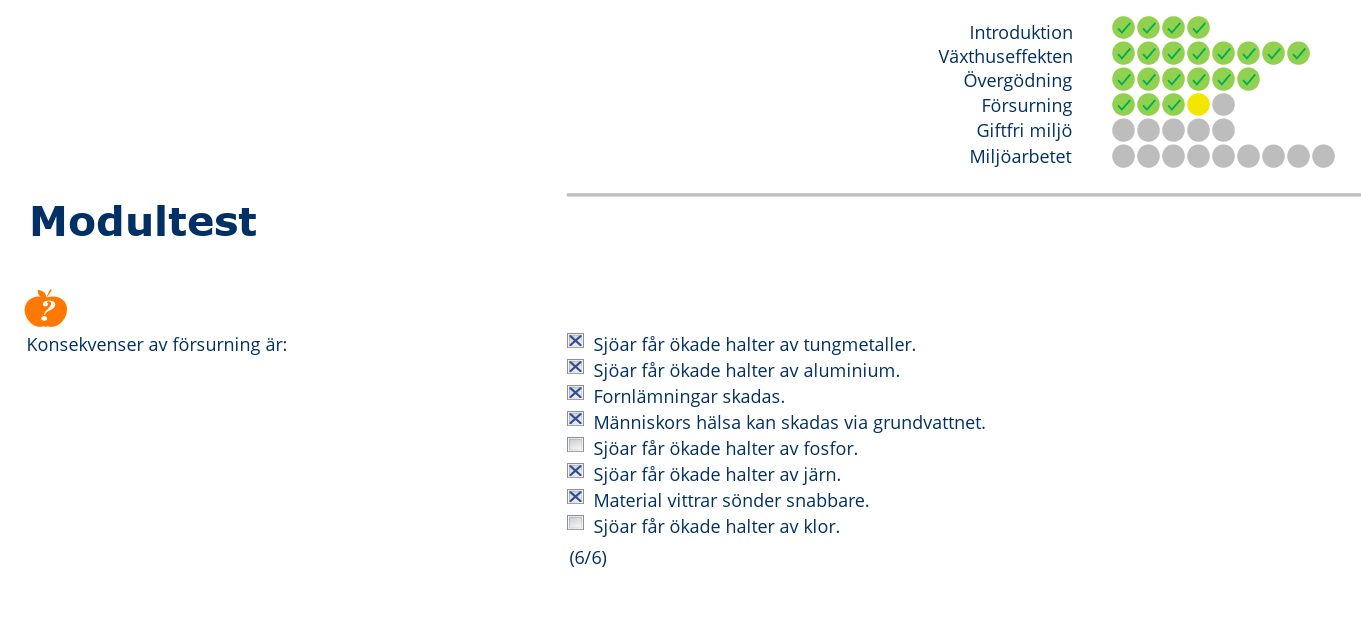 Introduktion
Växthuseffekten
Övergödning
Försurning
Giftfri miljö
Miljöarbetet
Modultest
?
Konsekvenser av försurning är:
Sjöar får ökade halter av tungmetaller.
Sjöar får ökade halter av aluminium.
Fornlämningar skadas.
Människors hälsa kan skadas via grundvattnet.
Sjöar får ökade halter av fosfor.
Sjöar får ökade halter av järn.
Material vittrar sönder snabbare.
Sjöar får ökade halter av klor.
(6/6)